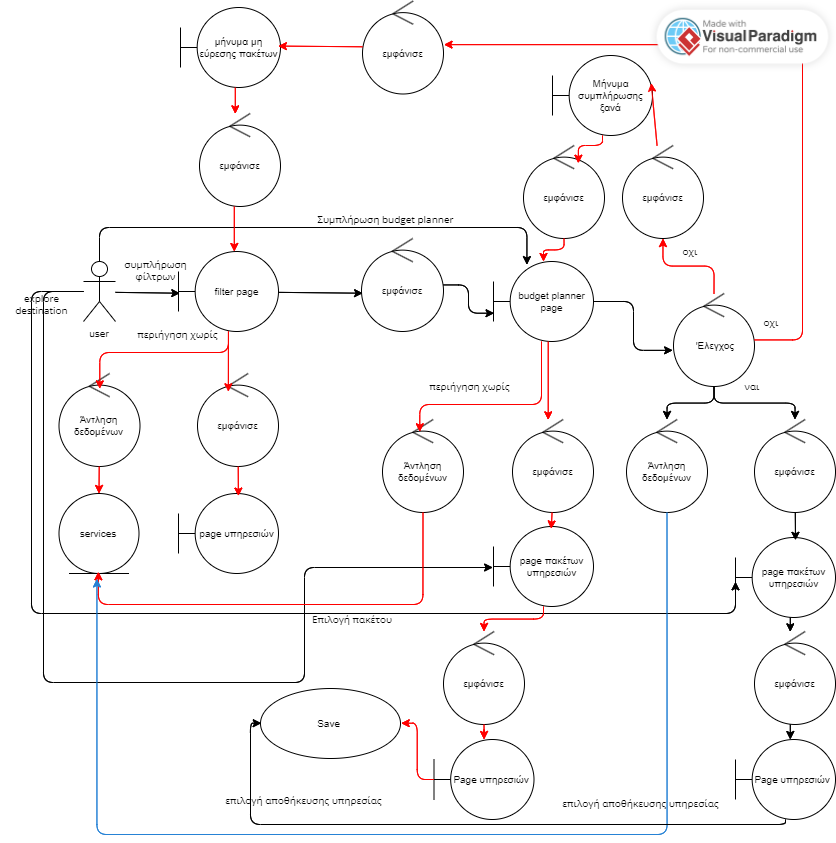 Made with
VisualParadigm
For non-commercial use
μήνυμα μη
εύρεσης πακέτων
εμφάνισε
Μήνυμα
συμπλήρωσης
ξανά
εμφάνισε
εμφάνισε
εμφάνισε
Συμπλήρωση budget planner
οχι
συμπλήρωση
φίλτρων
filter page
εμφάνισε
budget planner
page
explore
destination
user
περιήγηση χωρίς
Έλεγχος
οχι
περιήγηση χωρίς
ναι
Άντληση
δεδομένων
εμφάνισε
Άντληση
δεδομένων
εμφάνισε
Άντληση
δεδομένων
εμφάνισε
services
page υπηρεσιών
page πακέτων
υπηρεσιών
page πακέτων
υπηρεσιών
Επιλογή πακέτου
εμφάνισε
εμφάνισε
Save
Page υπηρεσιών
Page υπηρεσιών
επιλογή αποθήκευσης υπηρεσίας
επιλογή αποθήκευσης υπηρεσίας